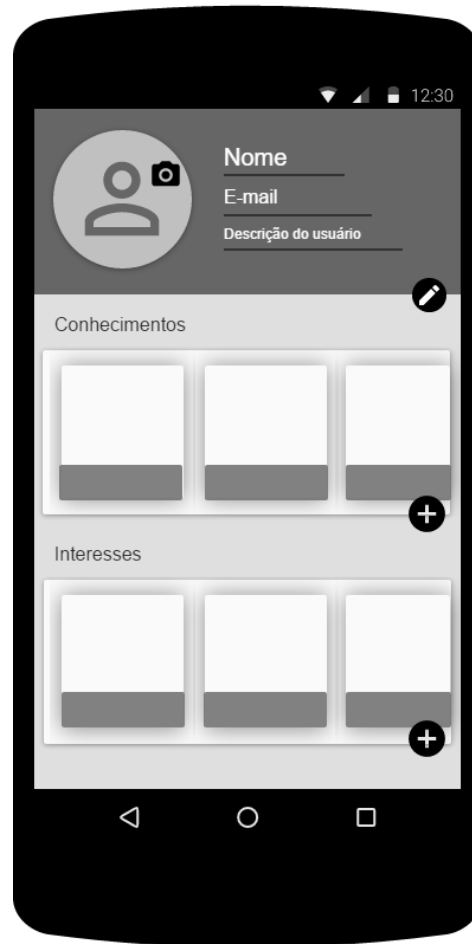 12:30
Nome
E-mail
Descrição do usuário
Conhecimentos
Interesses